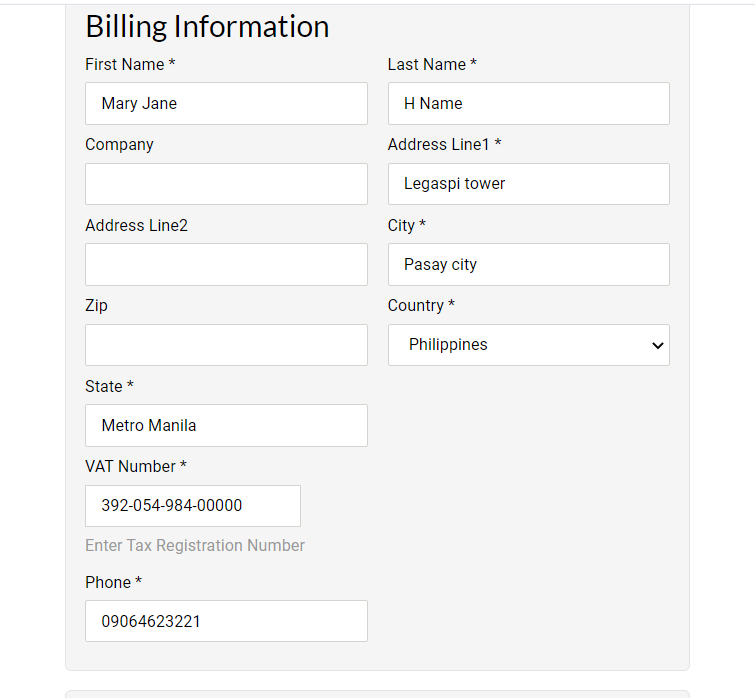 Billing Information
First Name *
Last Name *
Mary Jane
H Name
Company
Address Line1 *
Legaspi tower
Address Line2
City *
Pasay city
Zip
Country *
Philippines
State *
Metro Manila
VAT Number *
392-054-984-00000
Enter Tax Registration Number
Phone *
09064623221